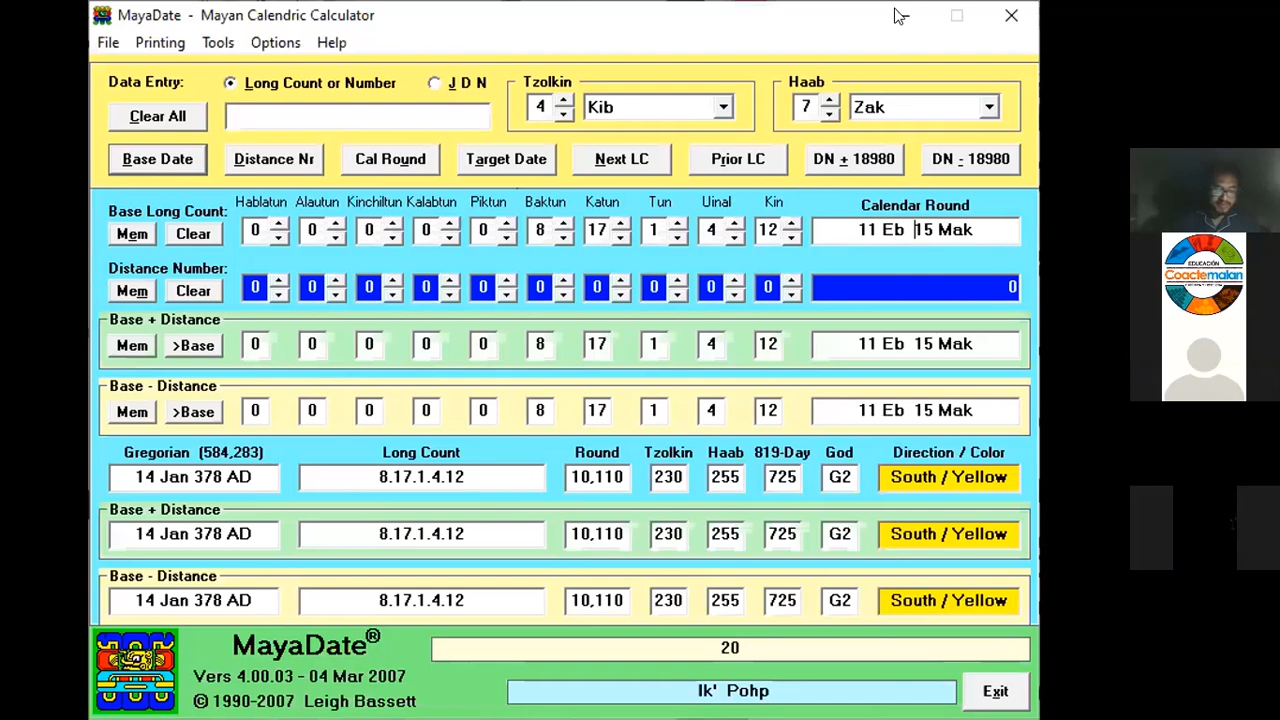 MayaDate - Mayan Calendric Calculator
File Printing Tools Options Help
Data Entry: Long Count or Number J D N Tzolkin Haab
Clear All 4 Kib 7 Zak
Base Date Distance Nr Cal Round Target Date Next LC Prior LC DN + 18980 DN - 18980
Hablatun Alautun Kinchiltun Kalabtun Piktun Baktun Katun Tun Uinal Kin
Base Long Count: Calendar Round
Mem Clear 0 0 0 0 0 8 17 1 4 12 11 Eb 15 Mak
Distance Number:
Mem Clear 0 0 0 0 0 0 0 0 0 0 0
Base + Distance
Mem >Base 0 0 0 0 0 8 17 1 4 12 11 Eb 15 Mak
Base - Distance
Mem >Base 0 0 0 0 0 8 17 1 4 12 11 Eb 15 Mak
Gregorian (584,283) Long Count Round Tzolkin Haab 819-Day God Direction / Color
14 Jan 378 AD 8.17.1.4.12 10,110 230 255 725 G2 South / Yellow
Base + Distance
14 Jan 378 AD 8.17.1.4.12 10,110 230 255 725 G2 South / Yellow
Base - Distance
14 Jan 378 AD 8.17.1.4.12 10,110 230 255 725 G2 South / Yellow
MayaDate®
Vers 4.00.03 - 04 Mar 2007
© 1990-2007 Leigh Bassett
20
Ik' Pohp
Exit
EDUCACIÓN
Coactemalan